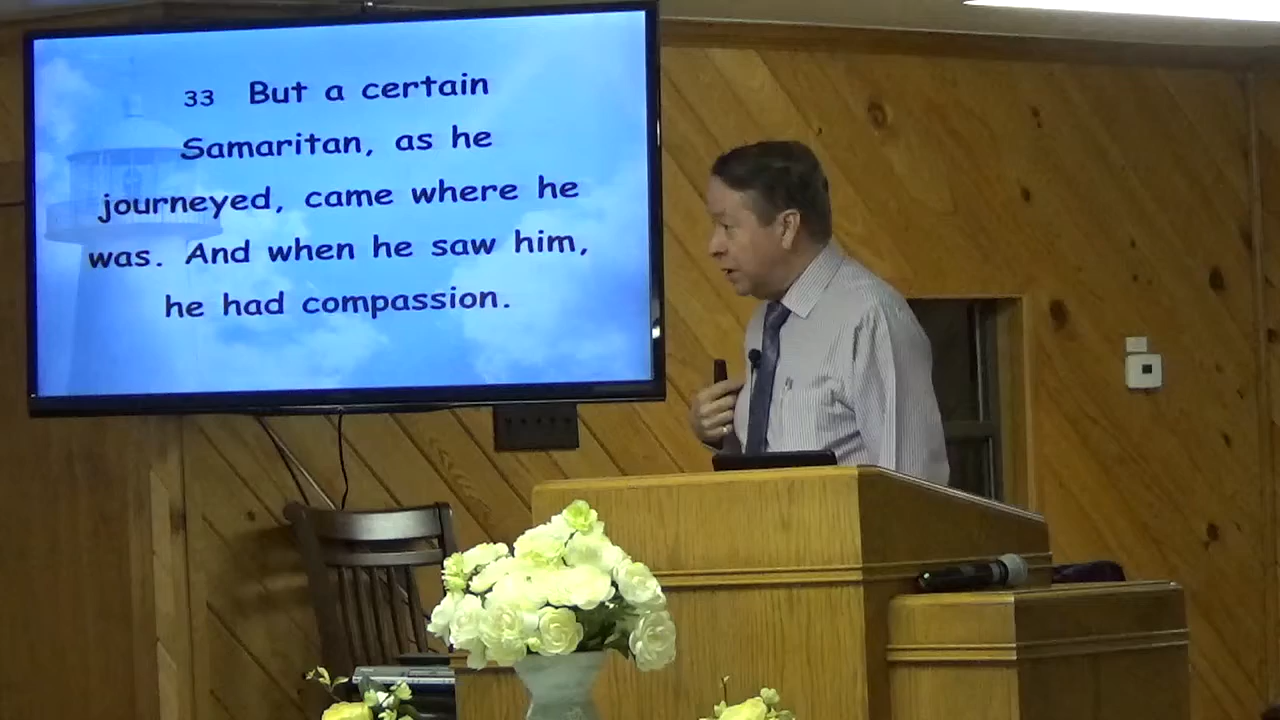 33 But a certain
Samaritan, as he
journeyed, came where he
was. And when he saw him,
he had compassion.